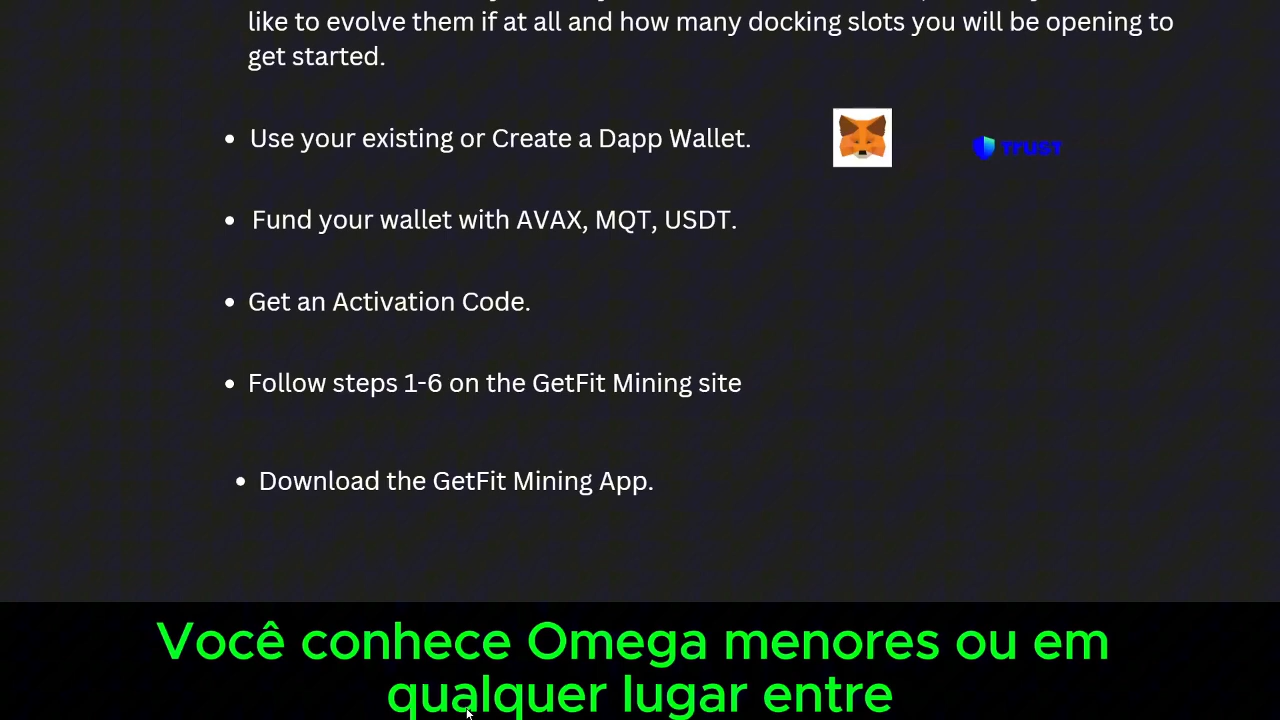 like to evolve them if at all and how many docking slots you will be opening to
get started.
• Use your existing or Create a Dapp Wallet.
TRUST
• Fund your wallet with AVAX, MQT, USDT.
• Get an Activation Code.
• Follow steps 1-6 on the GetFit Mining site
• Download the GetFit Mining App.
Você conhece Omega menores ou em
qualquer lugar entre